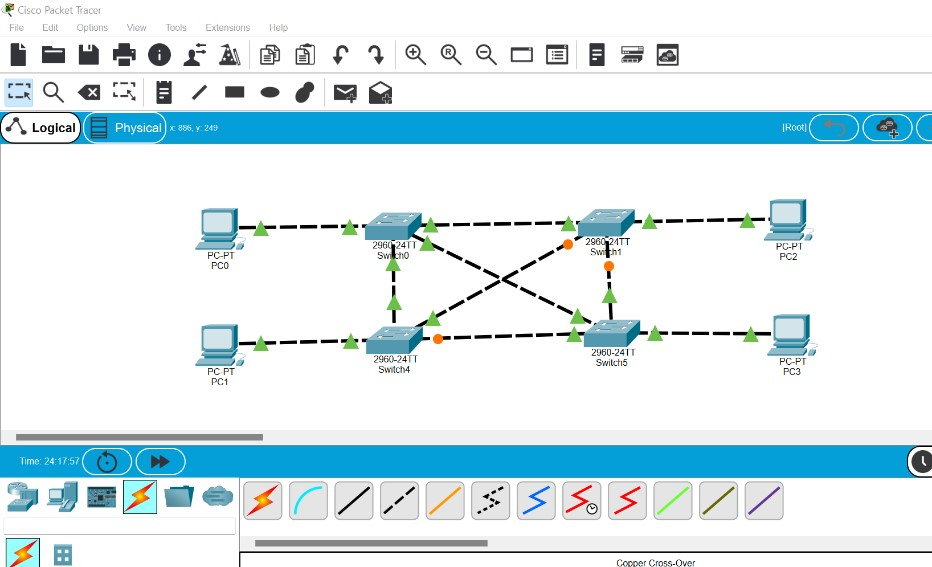 Cisco Packet Tracer
File Edit Options View Tools Extensions Help
R
Logical
Physical
x: 886, y: 249
[Root]
PC-PT
PC0
2960-24TT
Switch0
2960-24TT
Switch1
PC-PT
PC2
PC-PT
PC1
2960-24TT
Switch4
2960-24TT
Switch5
PC-PT
PC3
Time: 24:17:57
Copper Cross-Over